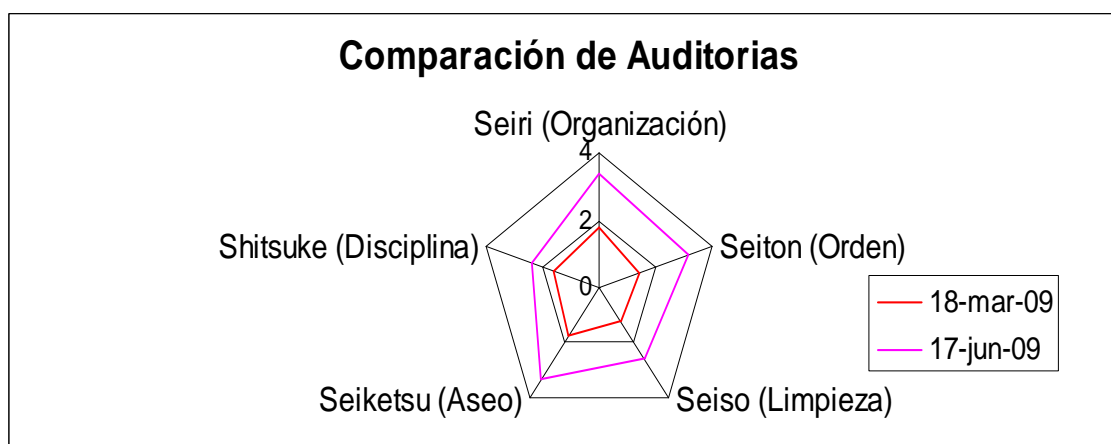 Comparación de Auditorias
Seiri (Organización)
4
2
0
Shitsuke (Disciplina)
Seiton (Orden)
Seiketsu (Aseo)
Seiso (Limpieza)
18-mar-09
17-jun-09